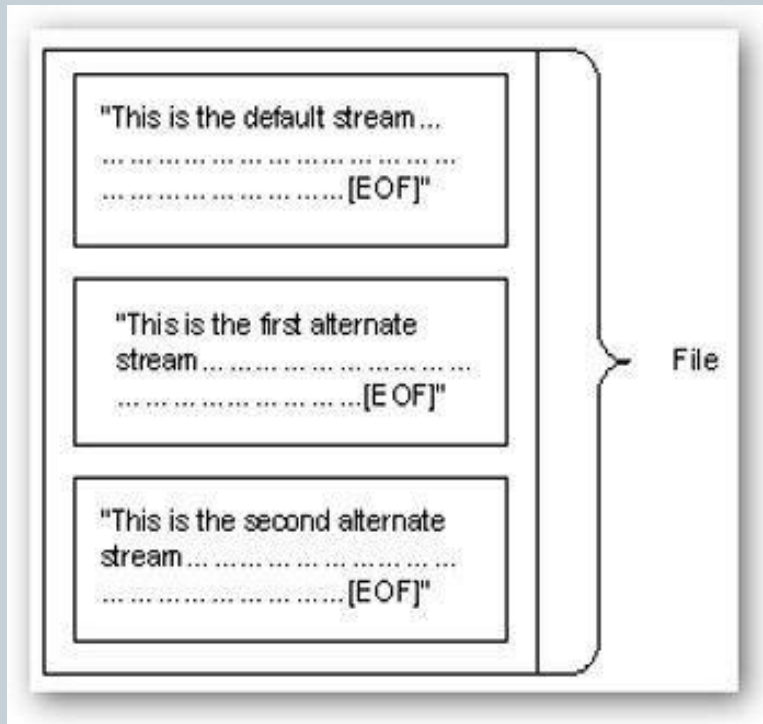 "This is the default stream...
... ... ... ... ... ... ... ... ... ... ... ... ...
... ... ... ... ... ... ... ... ...[EOF]"
"This is the first alternate
stream... ... ... ... ... ... ... ... ... ...
... ... ... ... ... ... ... ... ...[EOF]"
File
"This is the second alternate
stream... ... ... ... ... ... ... ... ... ...
... ... ... ... ... ... ... ... ...[EOF]"